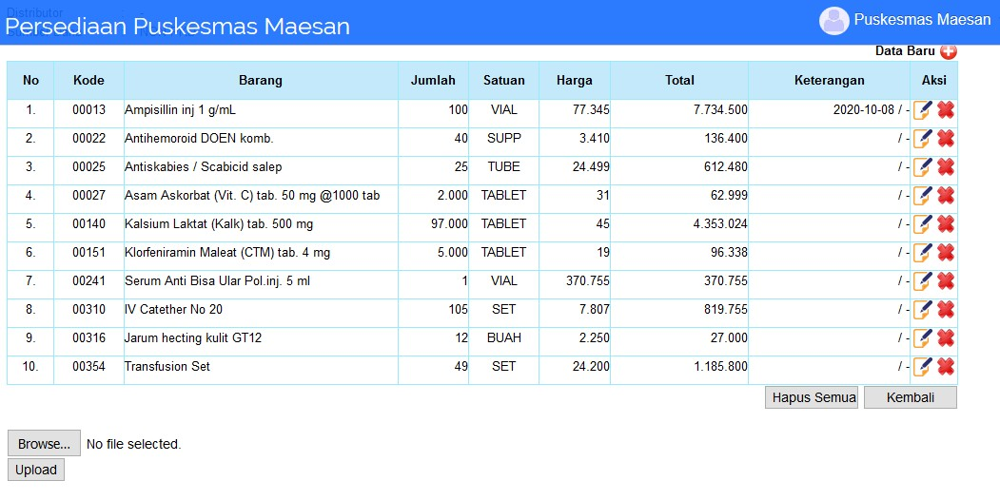 Distributor
Persediaan Puskesmas Maesan
Puskesmas Maesan
Data Baru
No Kode Barang Jumlah Satuan Harga Total Keterangan Aksi
1. 00013 Ampisillin inj 1 g/mL 100 VIAL 77.345 7.734.500 2020-10-08 / -
2. 00022 Antihemoroid DOEN komb. 40 SUPP 3.410 136.400 / -
3. 00025 Antiskabies / Scabicid salep 25 TUBE 24.499 612.480 / -
4. 00027 Asam Askorbat (Vit. C) tab. 50 mg @1000 tab 2.000 TABLET 31 62.999 / -
5. 00140 Kalsium Laktat (Kalk) tab. 500 mg 97.000 TABLET 45 4.353.024 / -
6. 00151 Klorfeniramin Maleat (CTM) tab. 4 mg 5.000 TABLET 19 96.338 / -
7. 00241 Serum Anti Bisa Ular Pol.inj. 5 ml 1 VIAL 370.755 370.755 / -
8. 00310 IV Catether No 20 105 SET 7.807 819.755 / -
9. 00316 Jarum hecting kulit GT12 12 BUAH 2.250 27.000 / -
10. 00354 Transfusion Set 49 SET 24.200 1.185.800 / -
Hapus Semua Kembali
Browse... No file selected.
Upload